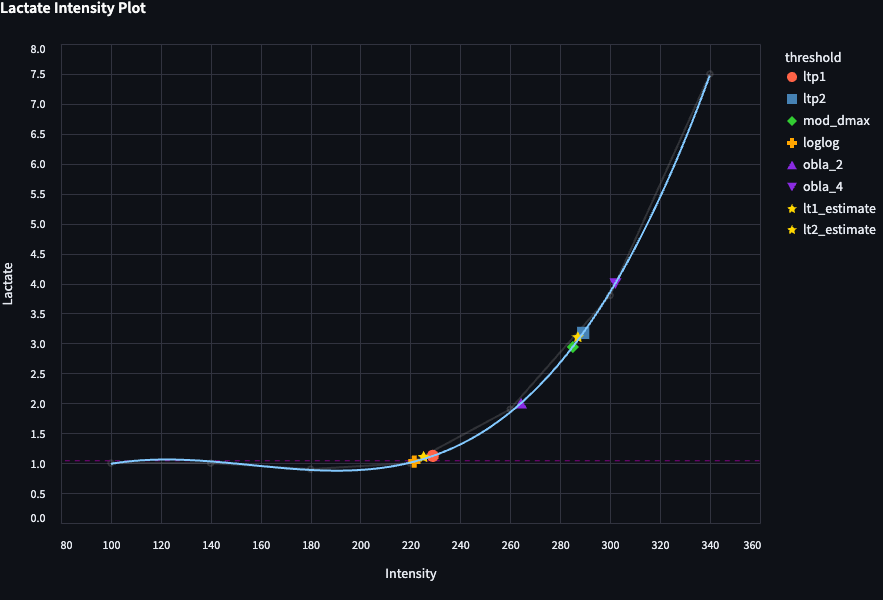 Lactate Intensity Plot
8.0
7.5
7.0
6.5
6.0
5.5
5.0
4.5
4.0
3.5
3.0
2.5
2.0
1.5
1.0
0.5
0.0
Lactate
80 100 120 140 160 180 200 220 240 260 280 300 320 340 360
Intensity
threshold
ltp1
ltp2
mod_dmax
loglog
obla_2
obla_4
lt1_estimate
lt2_estimate